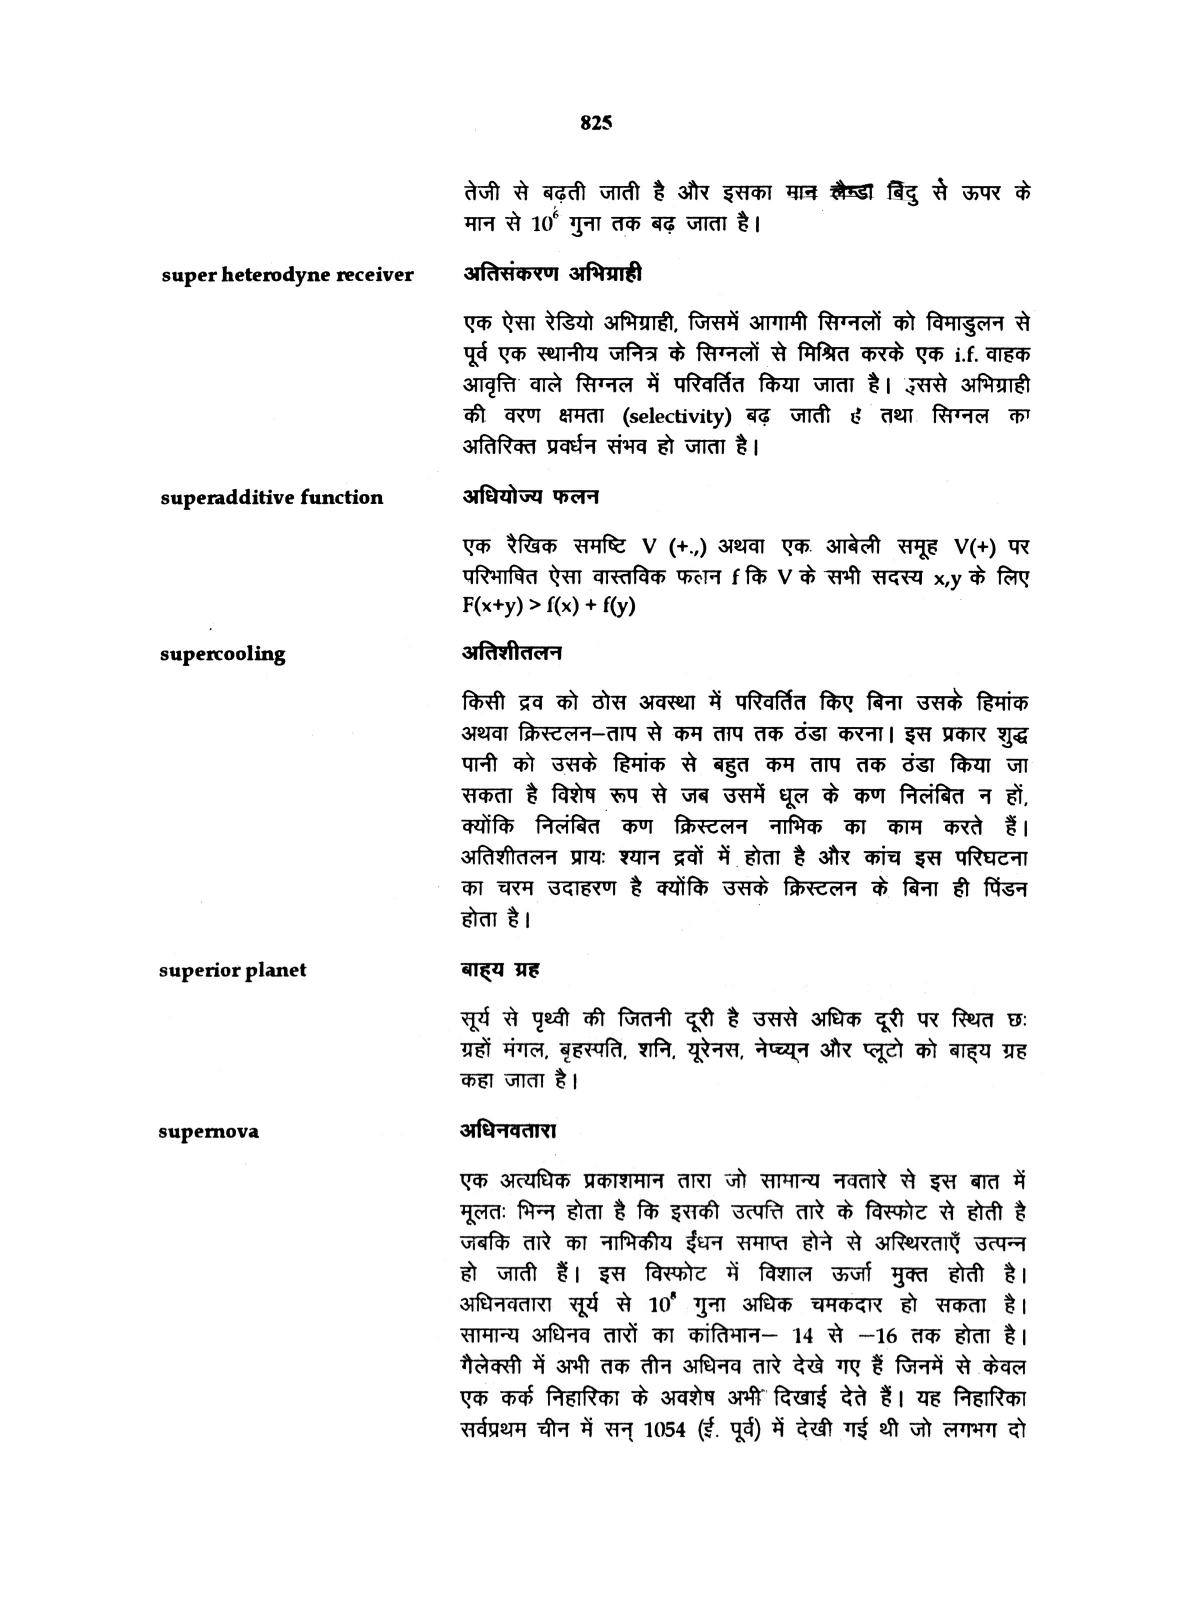 825
तेजी से बढ़ती जाती है और इसका मान लैम्डा बिंदु से ऊपर के
मान से 10⁶ गुना तक बढ़ जाता है।
super heterodyne receiver अतिसंकरण अभिग्राही
एक ऐसा रेडियो अभिग्राही, जिसमें आगामी सिग्नलों को विमाडुलन से
पूर्व एक स्थानीय जनित्र के सिग्नलों से मिश्रित करके एक i.f. वाहक
आवृत्ति वाले सिग्नल में परिवर्तित किया जाता है। इससे अभिग्राही
की वरण क्षमता (selectivity) बढ़ जाती है तथा सिग्नल का
अतिरिक्त प्रवर्धन संभव हो जाता है।
superadditive function अधियोज्य फलन
एक रैखिक समष्टि V (+.,) अथवा एक आबेली समूह V(+) पर
परिभाषित ऐसा वास्तविक फलन f कि V के सभी सदस्य x,y के लिए
F(x+y) > f(x) + f(y)
supercooling अतिशीतलन
किसी द्रव को ठोस अवस्था में परिवर्तित किए बिना उसके हिमांक
अथवा क्रिस्टलन–ताप से कम ताप तक ठंडा करना। इस प्रकार शुद्ध
पानी को उसके हिमांक से बहुत कम ताप तक ठंडा किया जा
सकता है विशेष रूप से जब उसमें धूल के कण निलंबित न हों,
क्योंकि निलंबित कण क्रिस्टलन नाभिक का काम करते हैं।
अतिशीतलन प्रायः श्यान द्रवों में होता है और कांच इस परिघटना
का चरम उदाहरण है क्योंकि उसके क्रिस्टलन के बिना ही पिंडन
होता है।
superior planet बाह्य ग्रह
सूर्य से पृथ्वी की जितनी दूरी है उससे अधिक दूरी पर स्थित छः
ग्रहों मंगल, बृहस्पति, शनि, यूरेनस, नेप्च्यून और प्लूटो को बाह्य ग्रह
कहा जाता है।
supernova अधिनवतारा
एक अत्यधिक प्रकाशमान तारा जो सामान्य नवतारे से इस बात में
मूलतः भिन्न होता है कि इसकी उत्पत्ति तारे के विस्फोट से होती है
जबकि तारे का नाभिकीय ईंधन समाप्त होने से अस्थिरताएँ उत्पन्न
हो जाती हैं। इस विस्फोट में विशाल ऊर्जा मुक्त होती है।
अधिनवतारा सूर्य से 10⁸ गुना अधिक चमकदार हो सकता है।
सामान्य अधिनव तारों का कांतिभान– 14 से –16 तक होता है।
गैलेक्सी में अभी तक तीन अधिनव तारे देखे गए हैं जिनमें से केवल
एक कर्क निहारिका के अवशेष अभी दिखाई देते हैं। यह निहारिका
सर्वप्रथम चीन में सन् 1054 (ई. पूर्व) में देखी गई थी जो लगभग दो